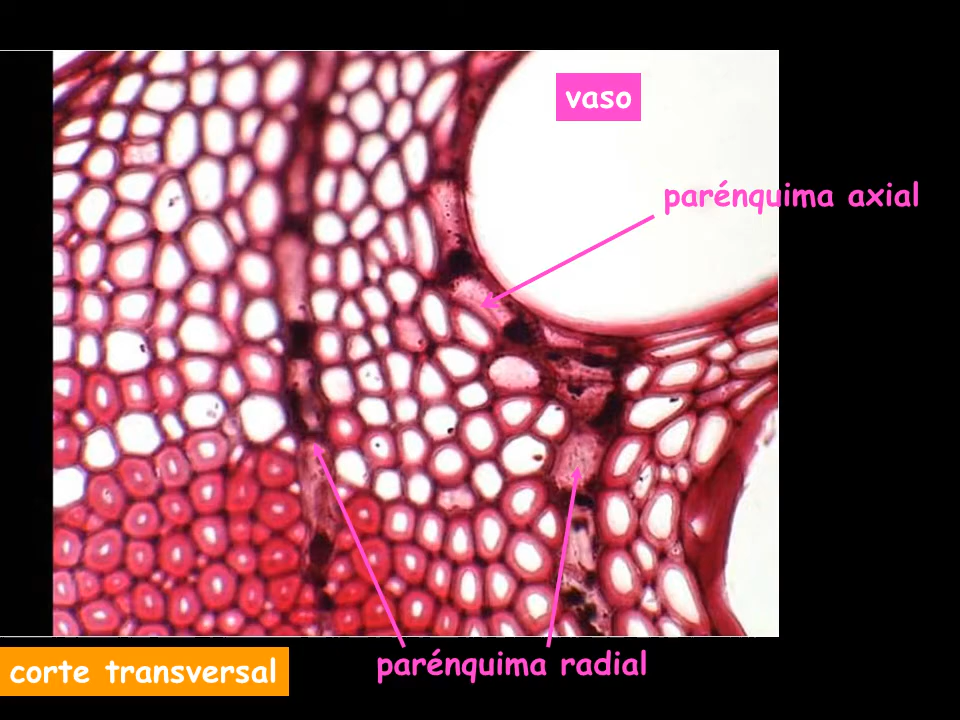 vaso
parénquima axial
parénquima radial
corte transversal